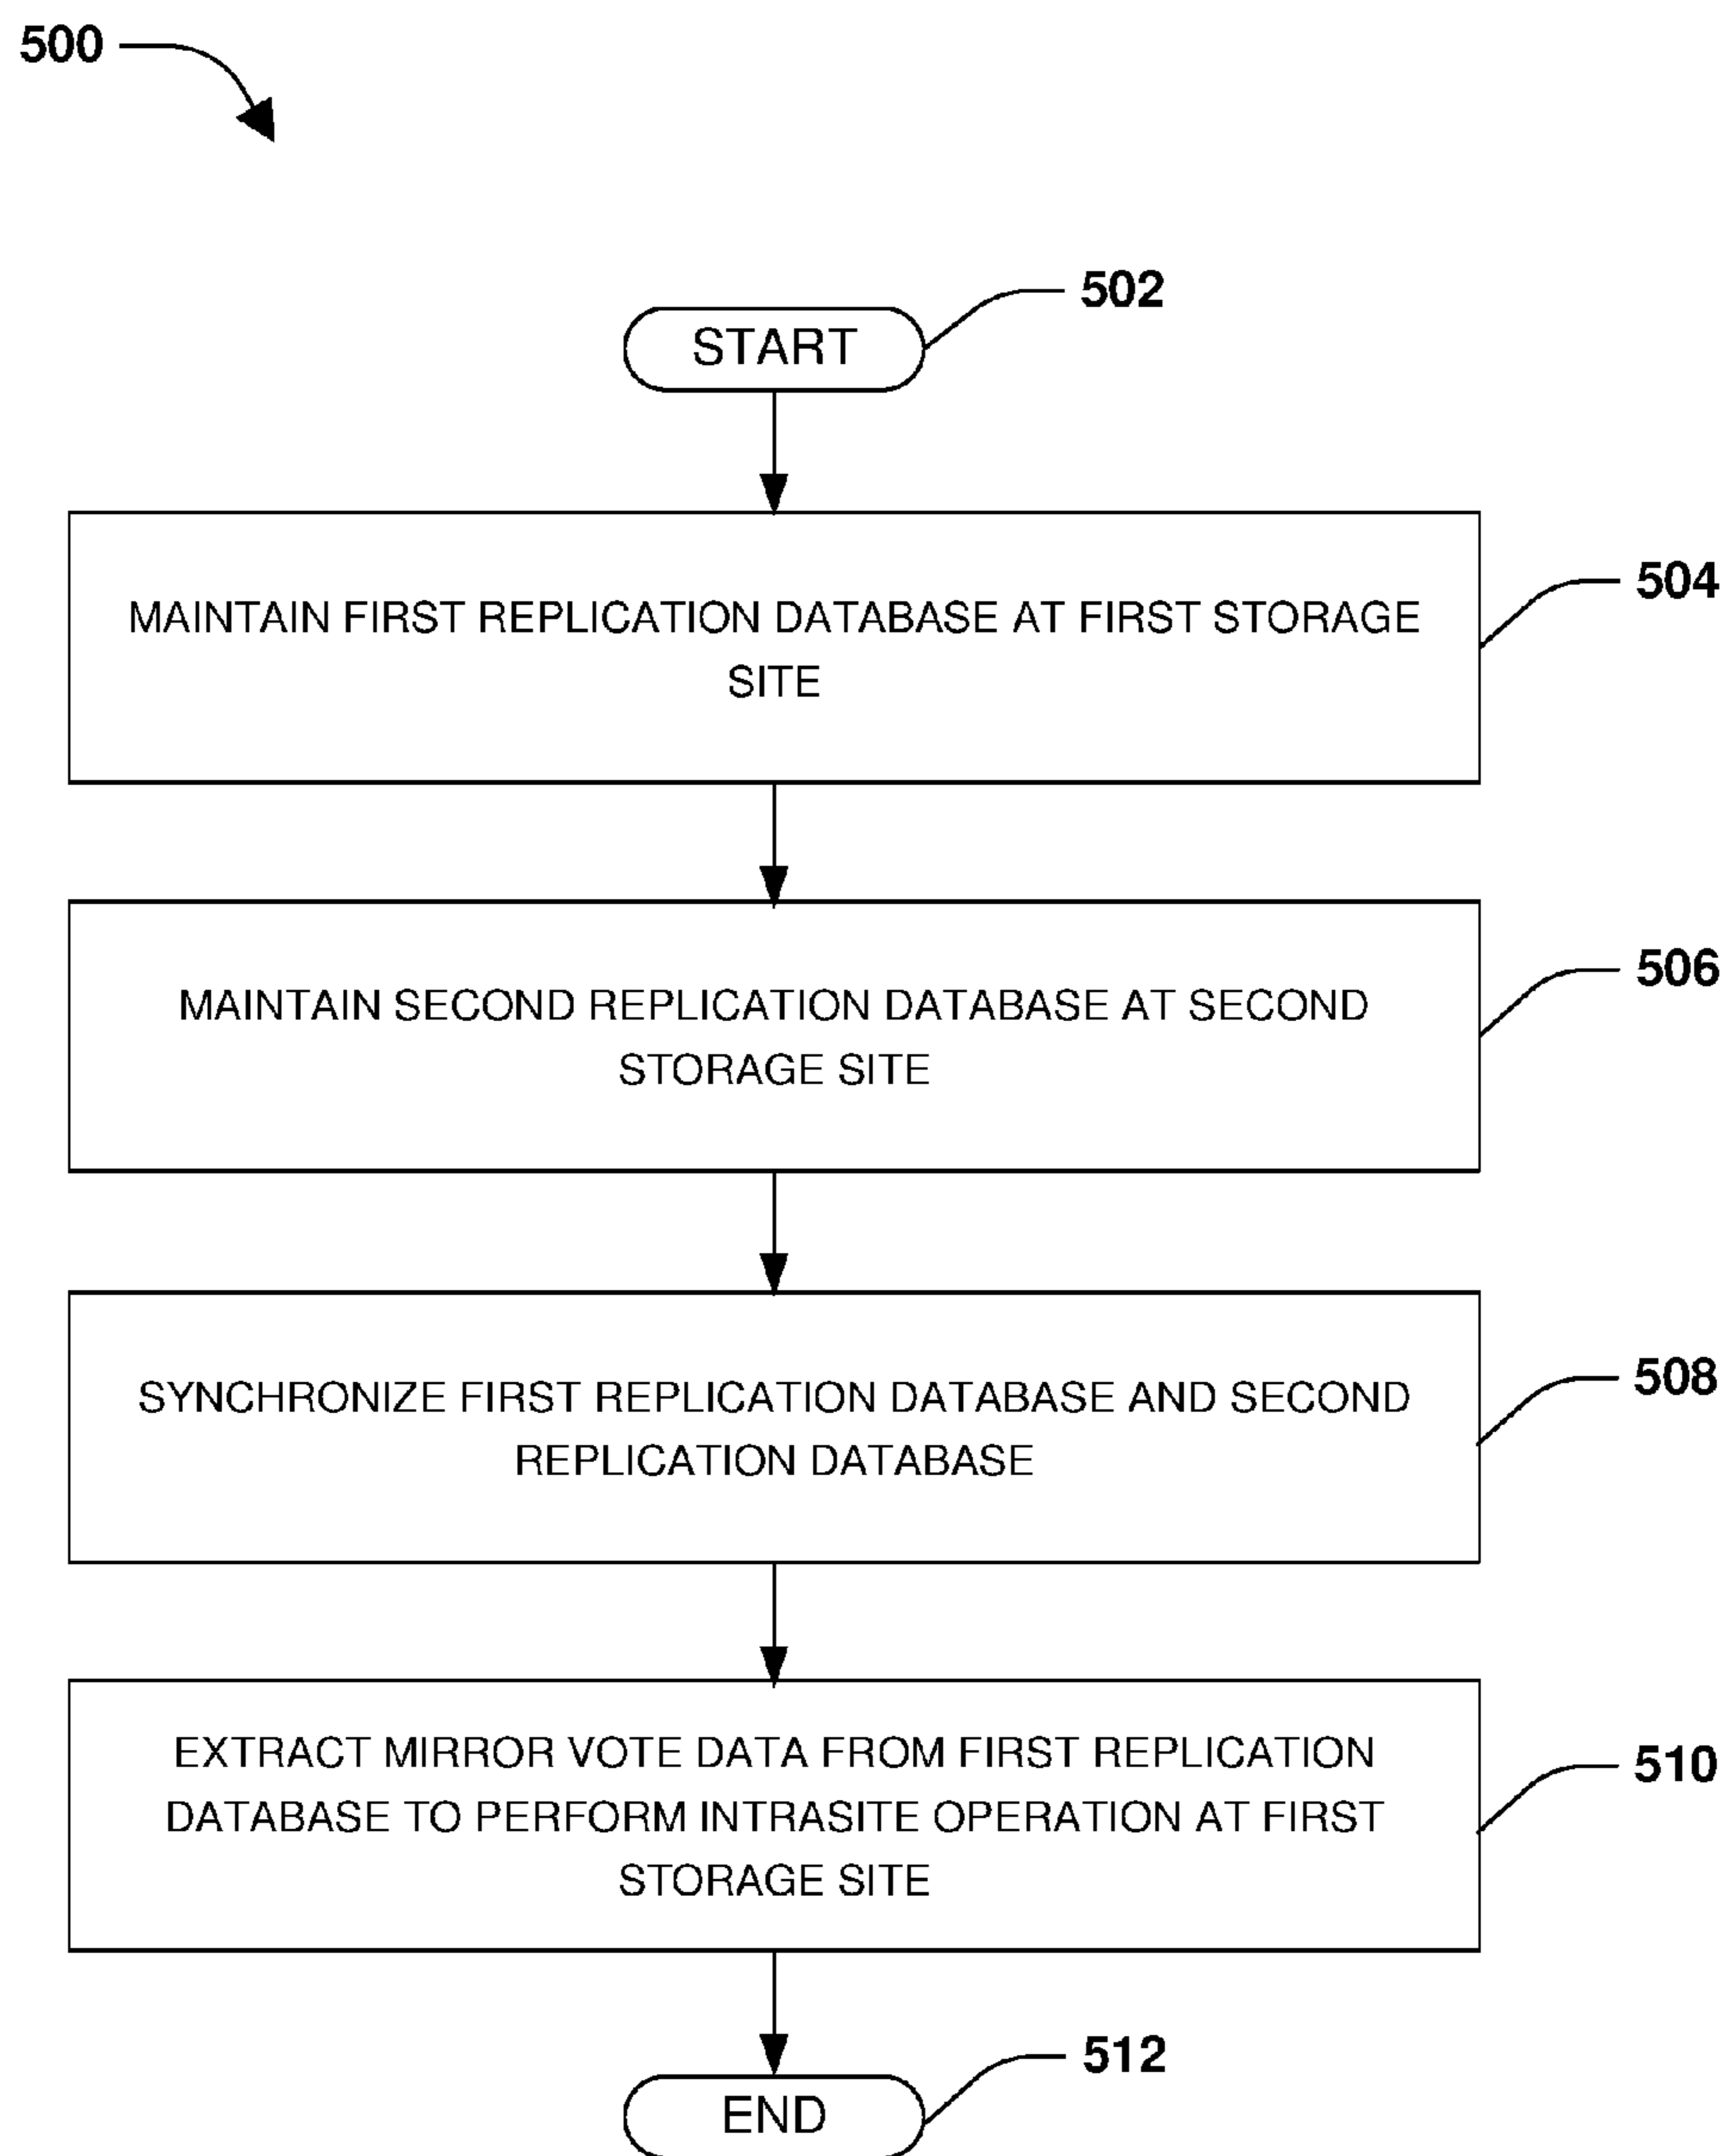 500
502
START
504
MAINTAIN FIRST REPLICATION DATABASE AT FIRST STORAGE
SITE
506
MAINTAIN SECOND REPLICATION DATABASE AT SECOND
STORAGE SITE
508
SYNCHRONIZE FIRST REPLICATION DATABASE AND SECOND
REPLICATION DATABASE
510
EXTRACT MIRROR VOTE DATA FROM FIRST REPLICATION
DATABASE TO PERFORM INTRASITE OPERATION AT FIRST
STORAGE SITE
512
END